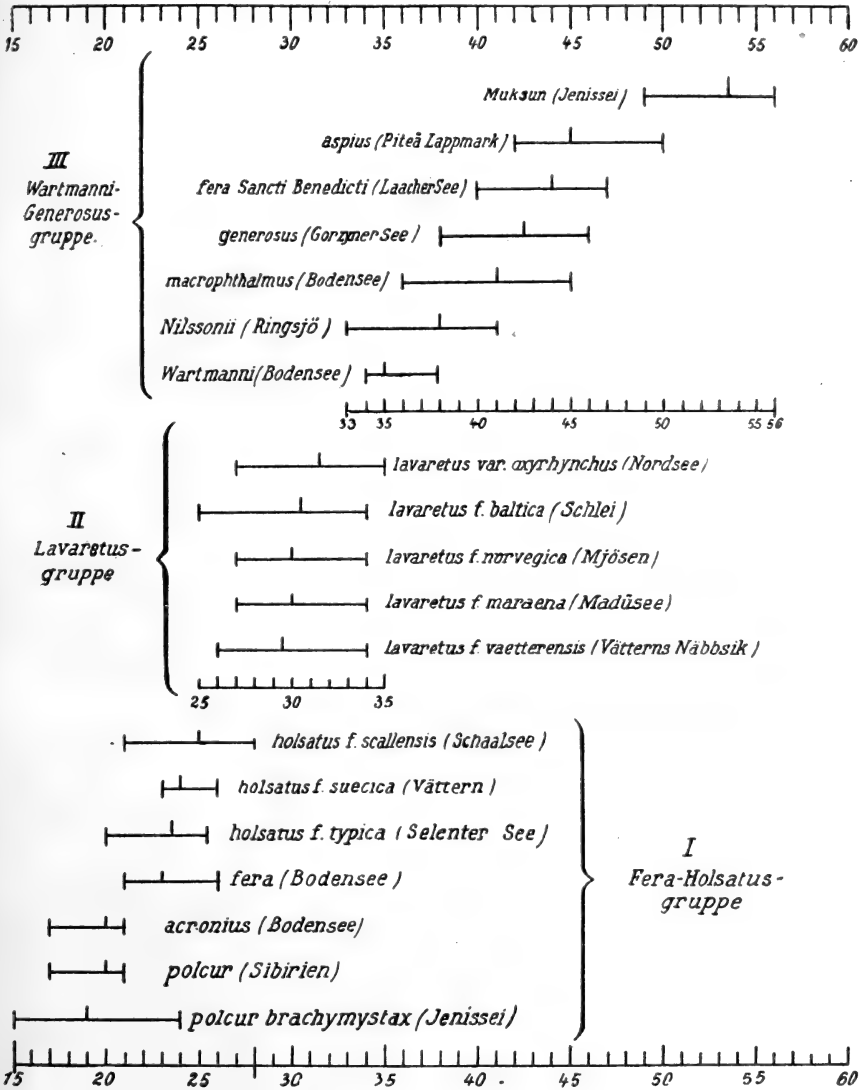 15 20 25 30 35 40 45 50 55 60
Muksun (Jenissei)
aspius (Piteå Lappmark)
III
Wartmanni-
Generosus-
gruppe.
fera Sancti Benedicti (Laacher See)
generosus (Gorzyner See)
macrophthalmus (Bodensee)
Nilssonii (Ringsjö)
Wartmanni (Bodensee)
33 35 40 45 50 55 56
lavaretus var. oxyrhynchus (Nordsee)
II
Lavaretus-
gruppe
lavaretus f. baltica (Schlei)
lavaretus f. norvegica (Mjösen)
lavaretus f. maraena (Madüsee)
lavaretus f. vaetterensis (Vätterns Näbbsik)
25 30 35
holsatus f. scallensis (Schaalsee)
holsatus f. suecica (Vättern)
holsatus f. typica (Selenter See)
I
Fera-Holsatus-
gruppe
fera (Bodensee)
acronius (Bodensee)
polcur (Sibirien)
polcur brachymystax (Jenissei)
15 20 25 30 35 40 45 50 55 60